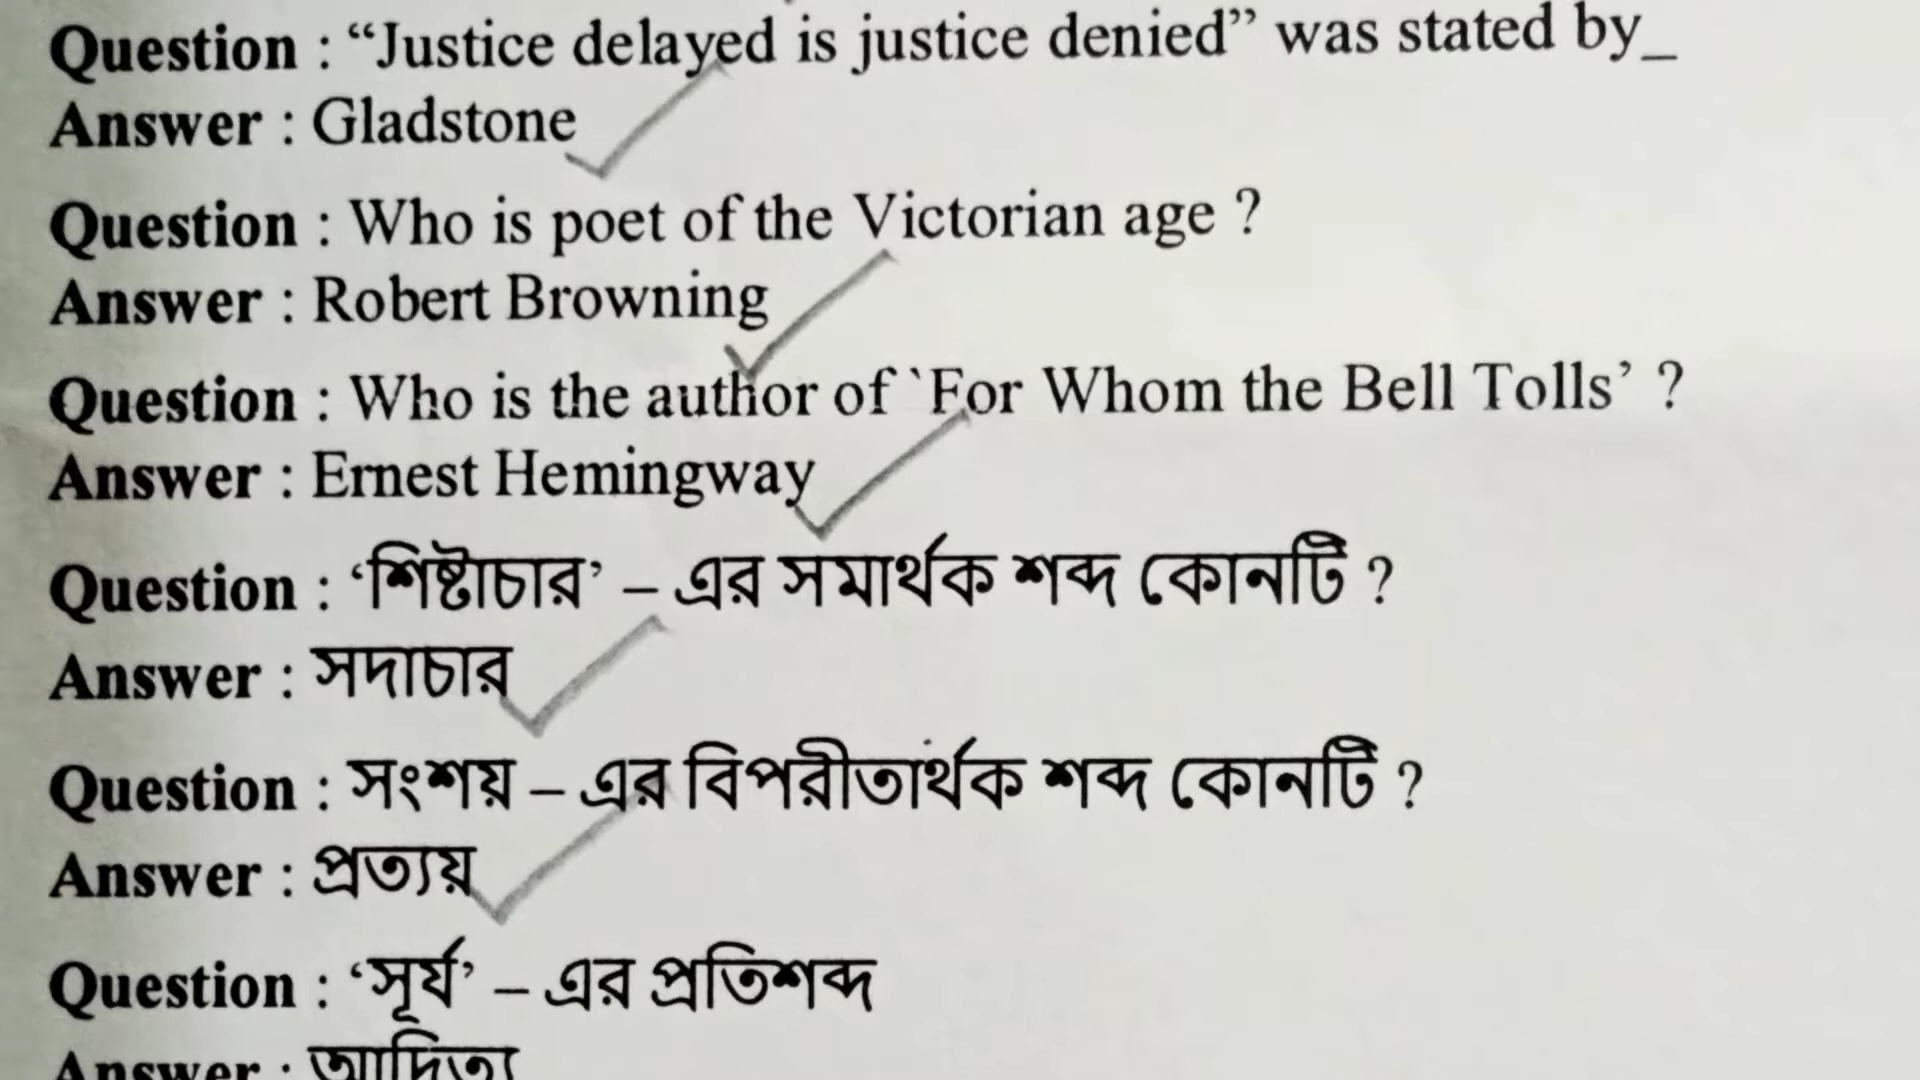 Question : “Justice delayed is justice denied” was stated by_
Answer : Gladstone
Question : Who is poet of the Victorian age ?
Answer : Robert Browning
Question : Who is the author of `For Whom the Bell Tolls’ ?
Answer : Ernest Hemingway
Question : ‘শিষ্টাচার’ – এর সমার্থক শব্দ কোনটি ?
Answer : সদাচার
Question : সংশয় – এর বিপরীতার্থক শব্দ কোনটি ?
Answer : প্রত্যয়
Question : ‘সূর্য’ – এর প্রতিশব্দ
Answer : আদিত্য